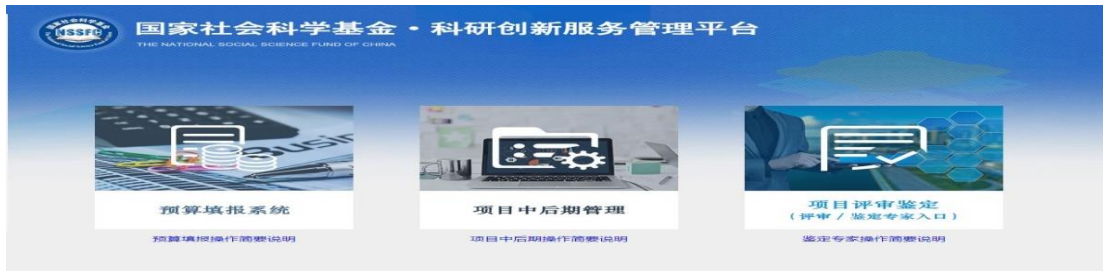 NSSFC
国家社会科学基金·科研创新服务管理平台
THE NATIONAL SOCIAL SCIENCE FUND OF CHINA
Busin
预算填报系统
项目中后期管理
项目评审鉴定
(评审 / 鉴定专家入口)
预算填报操作简要说明
项目中后期操作简要说明
鉴定专家操作简要说明